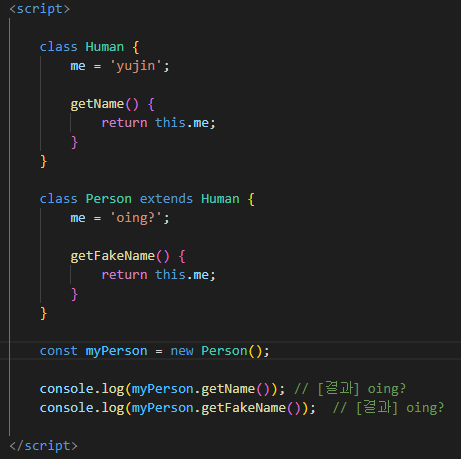 <script>
class Human {
me = 'yujin';
getName() {
return this.me;
}
}
class Person extends Human {
me = 'oing?';
getFakeName() {
return this.me;
}
}
const myPerson = new Person();
console.log(myPerson.getName()); // [결과] oing?
console.log(myPerson.getFakeName());  // [결과] oing?
</script>